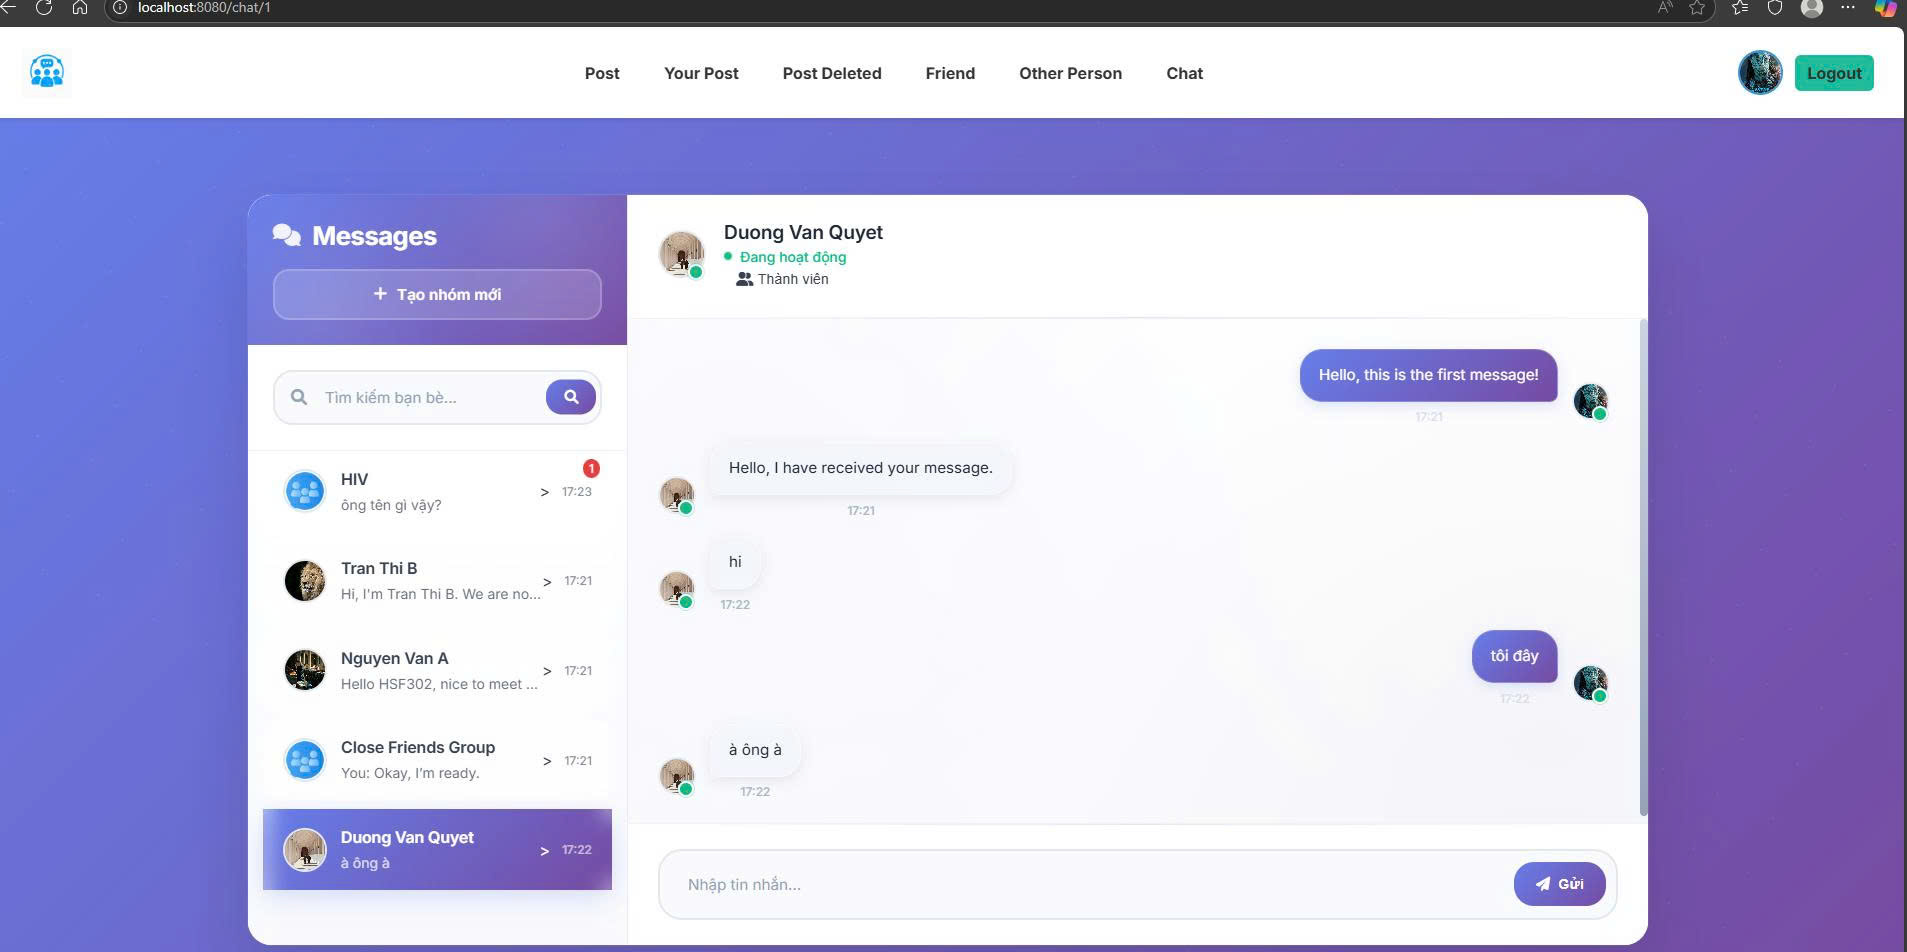 localhost:8080/chat/1
Post
Your Post
Post Deleted
Friend
Other Person
Chat
Logout
Messages
+ Tạo nhóm mới
Tìm kiếm bạn bè...
HIV
1
ông tên gì vậy?
> 17:23
Tran Thi B
Hi, I'm Tran Thi B. We are no...
> 17:21
Nguyen Van A
Hello HSF302, nice to meet ...
> 17:21
Close Friends Group
You: Okay, I'm ready.
> 17:21
Duong Van Quyet
à ông à
> 17:22
Duong Van Quyet
Đang hoạt động
Thành viên
Hello, this is the first message!
17:21
Hello, I have received your message.
17:21
hi
17:22
tôi đây
17:22
à ông à
17:22
Nhập tin nhắn...
Gửi